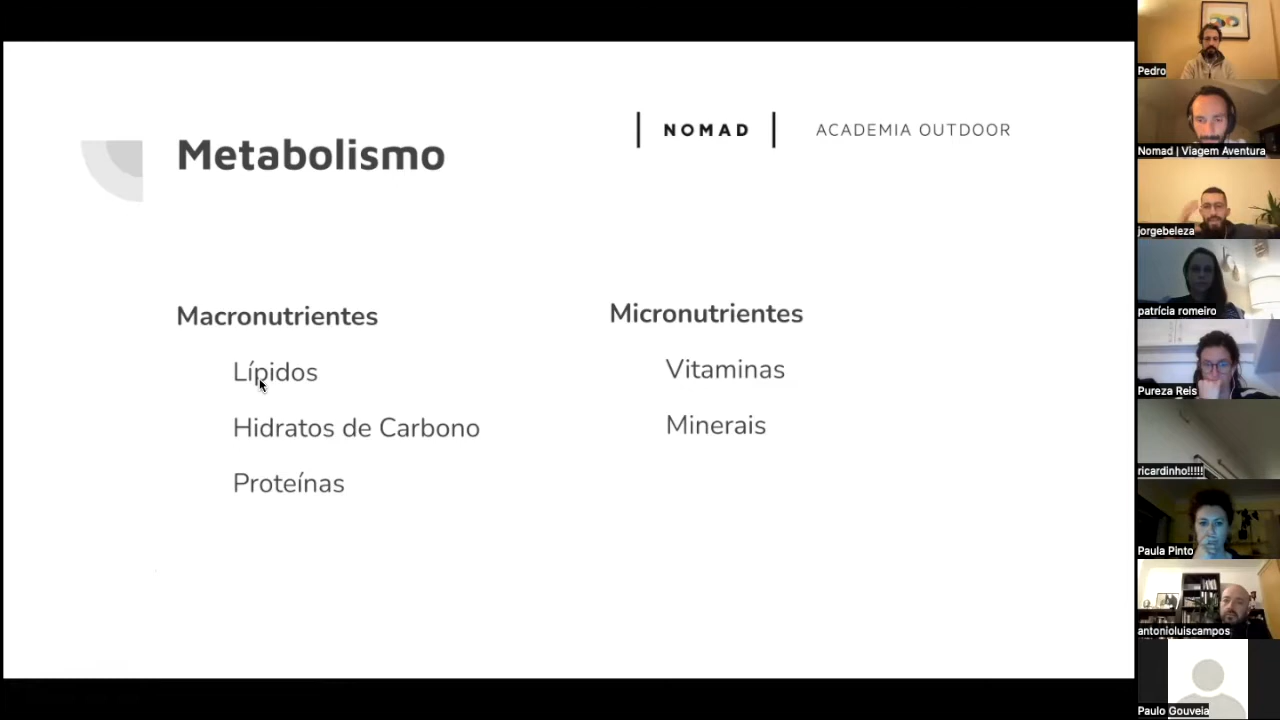 Metabolismo
NOMAD
ACADEMIA OUTDOOR
Macronutrientes
Lípidos
Hidratos de Carbono
Proteínas
Micronutrientes
Vitaminas
Minerais
Pedro
Nomad | Viagem Aventura
jorgebeleza
patrícia romeiro
Pureza Reis
ricardinho!!!!!
Paula Pinto
antonioluiscampos
Paulo Gouveia